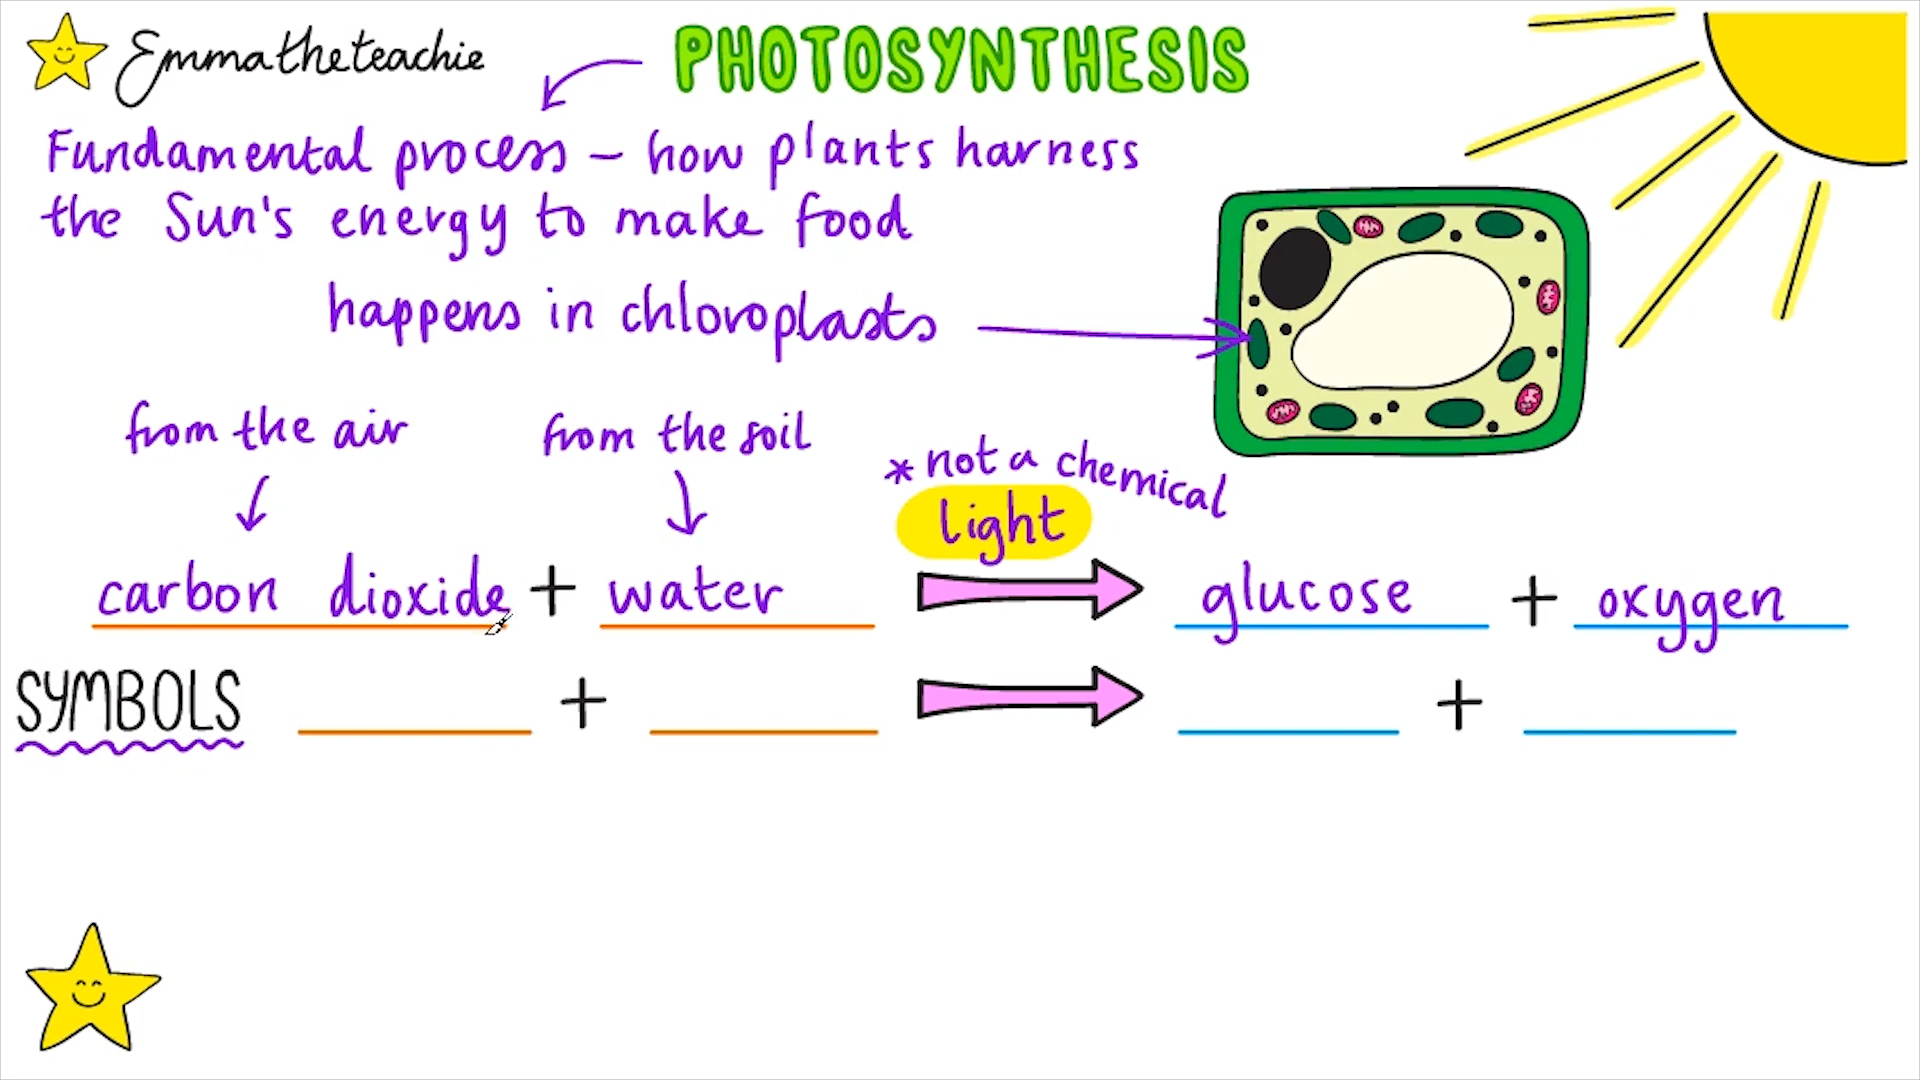 Emmatheteachie
PHOTOSYNTHESIS
Fundamental process – how plants harness
the Sun's energy to make food
happens in chloroplasts
from the air
from the soil
* not a chemical
light
carbon dioxide + water
glucose + oxygen
SYMBOLS + +